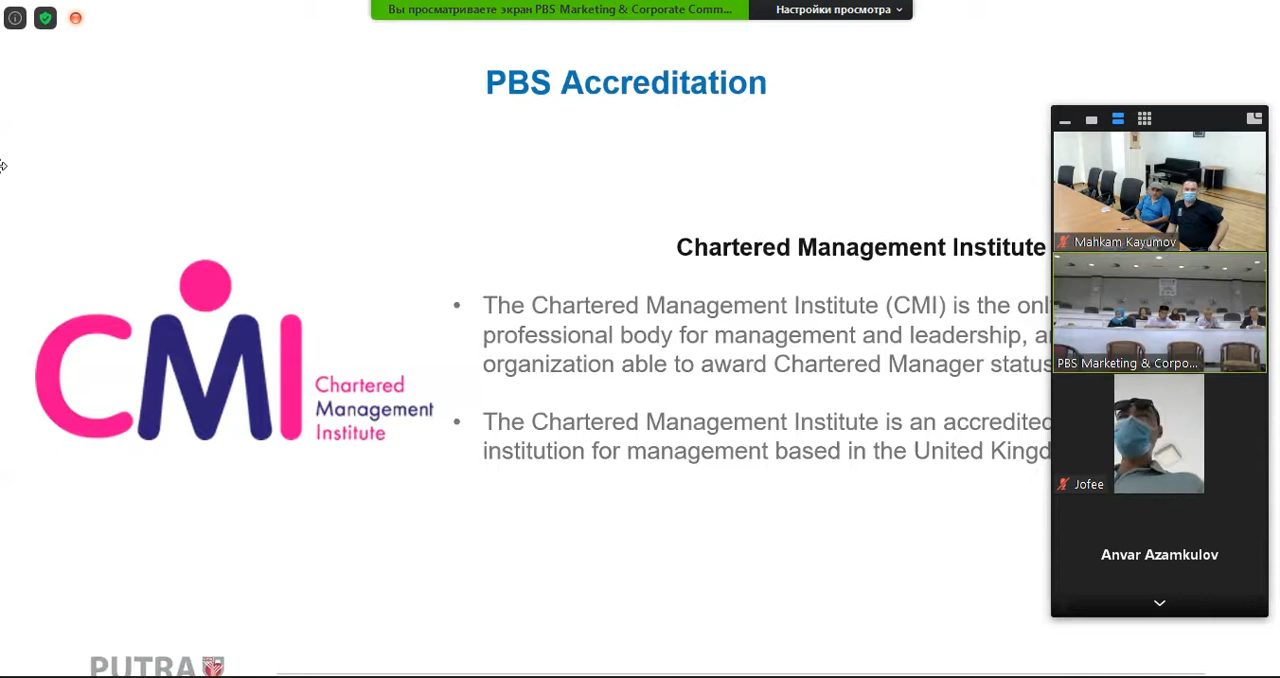 Вы просматриваете экран PBS Marketing & Corporate Comm...
Настройки просмотра
PBS Accreditation
Chartered Management Institute
• The Chartered Management Institute (CMI) is the
professional body for management and leadership,
organization able to award Chartered Manager status
• The Chartered Management Institute is an accredited
institution for management based in the United
CMI
Chartered
Management
Institute
PUTRA
Mahkam Kayumov
PBS Marketing & Corpo...
Jofee
Anvar Azamkulov